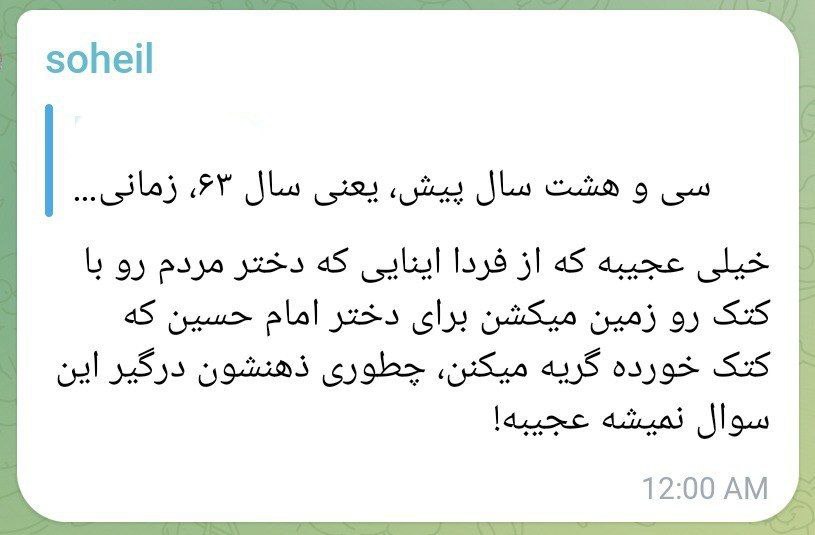 soheil
سی و هشت سال پیش، یعنی سال ۶۳، زمانی...
خیلی عجیبه که از فردا اینایی که دختر مردم رو با
کتک رو زمین میکشن برای دختر امام حسین که
کتک خورده گریه میکنن، چطوری ذهنشون درگیر این
سوال نمیشه عجیبه!
12:00 AM